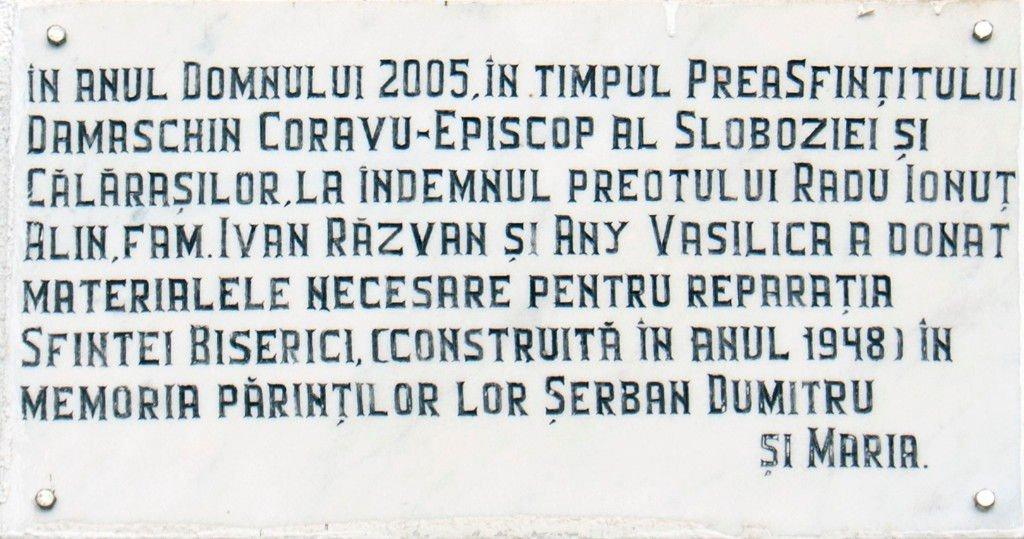 ÎN ANUL DOMNULUI 2005, ÎN TIMPUL PREASFINȚITULUI
DAMASCHIN CORAVU-EPISCOP AL SLOBOZIEI ȘI
CĂLĂRAȘILOR, LA ÎNDEMNUL PREOTULUI RADU IONUȚ
ALIN, FAM. IVAN RĂZVAN ȘI ANY VASILICA A DONAT
MATERIALELE NECESARE PENTRU REPARAȚIA
SFINTEI BISERICI, (CONSTRUITĂ ÎN ANUL 1948) ÎN
MEMORIA PĂRINȚILOR LOR ȘERBAN DUMITRU
ȘI MARIA.